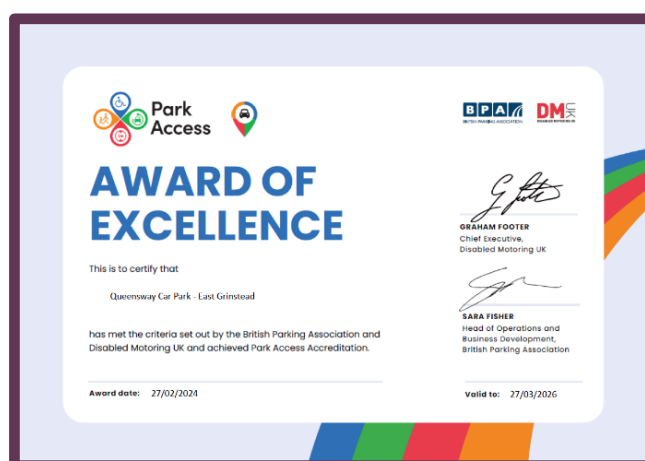 Park
Access
BPA
BRITISH PARKING ASSOCIATION
DMUK
DISABLED MOTORING UK
AWARD OF
EXCELLENCE
This is to certify that
Queensway Car Park - East Grinstead
has met the criteria set out by the British Parking Association and
Disabled Motoring UK and achieved Park Access Accreditation.
Award date: 27/02/2024
GRAHAM FOOTER
Chief Executive,
Disabled Motoring UK
SARA FISHER
Head of Operations and
Business Development,
British Parking Association
Valid to: 27/03/2026